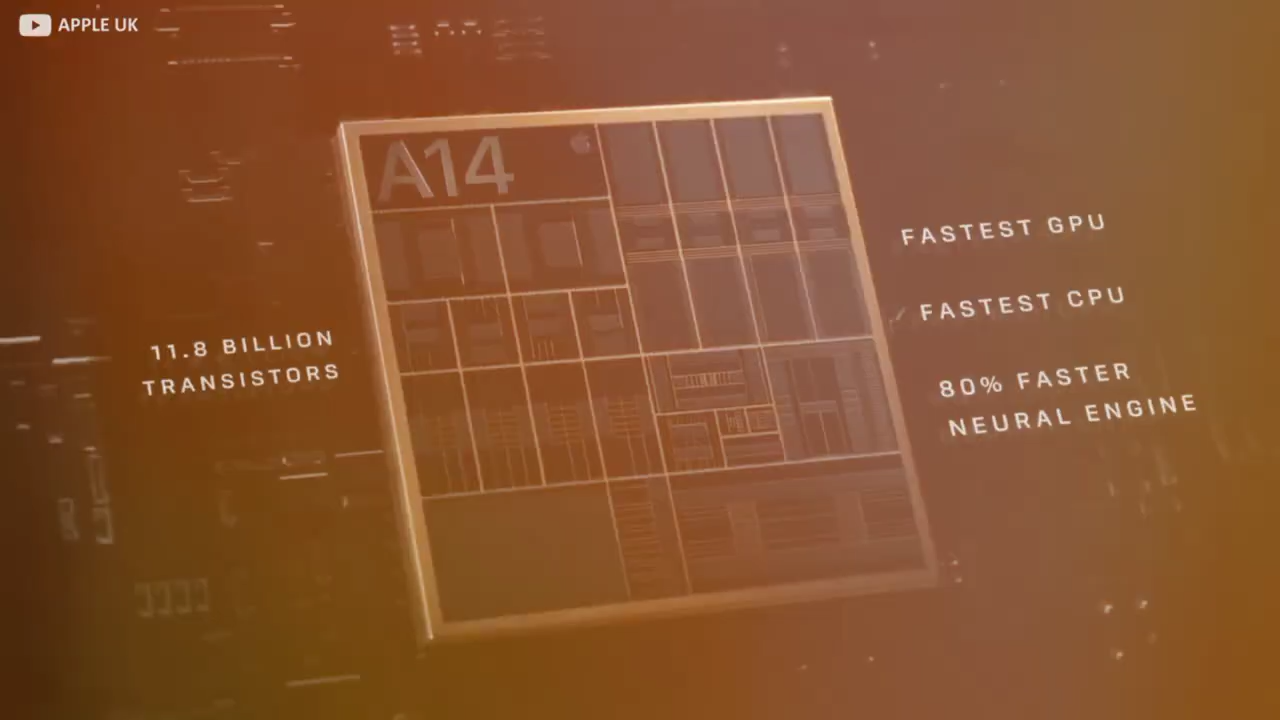 APPLE UK
A14
11.8 BILLION
TRANSISTORS
FASTEST GPU
FASTEST CPU
80% FASTER
NEURAL ENGINE